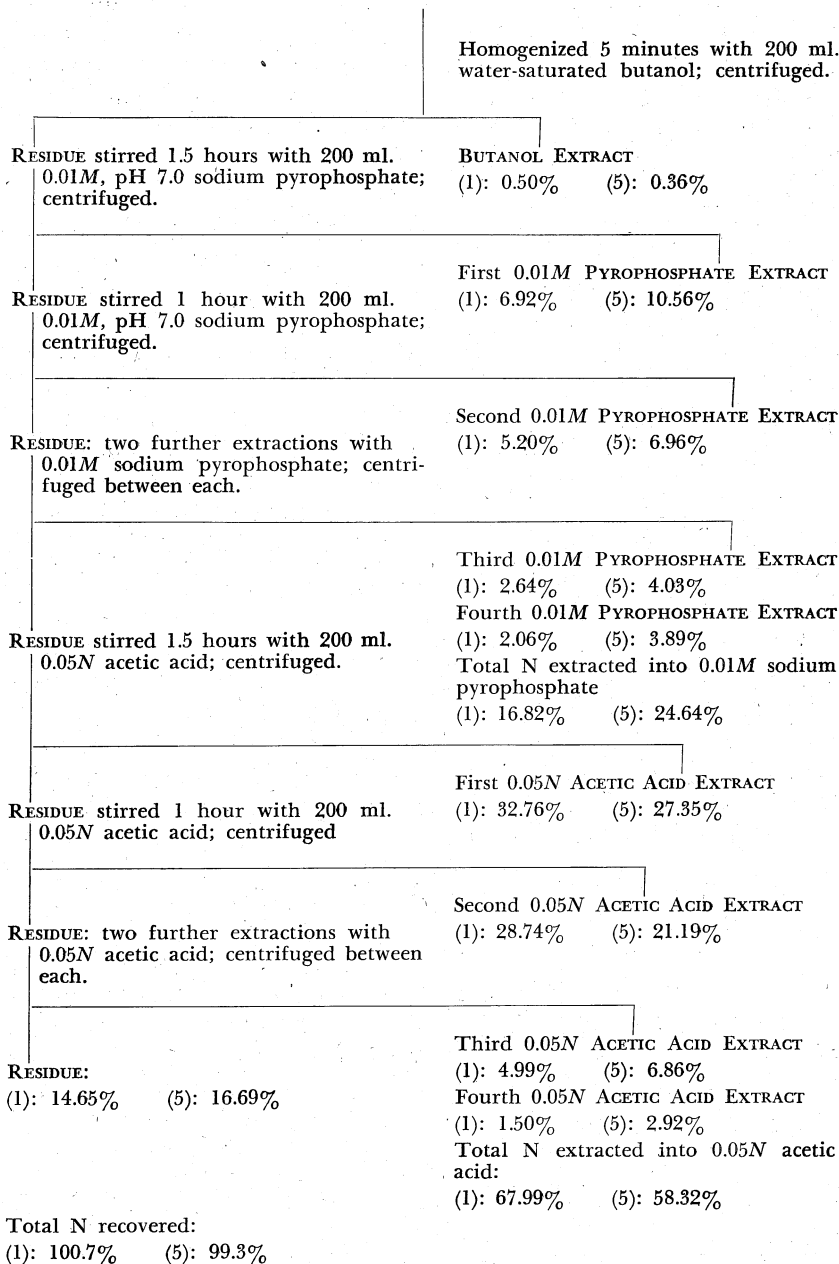 Homogenized 5 minutes with 200 ml.
water-saturated butanol; centrifuged.
RESIDUE stirred 1.5 hours with 200 ml.
0.01M, pH 7.0 sodium pyrophosphate;
centrifuged.
BUTANOL EXTRACT
(1): 0.50% (5): 0.36%
First 0.01M PYROPHOSPHATE EXTRACT
(1): 6.92% (5): 10.56%
RESIDUE stirred 1 hour with 200 ml.
0.01M, pH 7.0 sodium pyrophosphate;
centrifuged.
Second 0.01M PYROPHOSPHATE EXTRACT
(1): 5.20% (5): 6.96%
RESIDUE: two further extractions with
0.01M sodium pyrophosphate; centri-
fuged between each.
Third 0.01M PYROPHOSPHATE EXTRACT
(1): 2.64% (5): 4.03%
Fourth 0.01M PYROPHOSPHATE EXTRACT
(1): 2.06% (5): 3.89%
Total N extracted into 0.01M sodium
pyrophosphate
(1): 16.82% (5): 24.64%
RESIDUE stirred 1.5 hours with 200 ml.
0.05N acetic acid; centrifuged.
First 0.05N ACETIC ACID EXTRACT
(1): 32.76% (5): 27.35%
RESIDUE stirred 1 hour with 200 ml.
0.05N acetic acid; centrifuged
Second 0.05N ACETIC ACID EXTRACT
(1): 28.74% (5): 21.19%
RESIDUE: two further extractions with
0.05N acetic acid; centrifuged between
each.
Third 0.05N ACETIC ACID EXTRACT
(1): 4.99% (5): 6.86%
Fourth 0.05N ACETIC ACID EXTRACT
(1): 1.50% (5): 2.92%
Total N extracted into 0.05N acetic
acid:
(1): 67.99% (5): 58.32%
RESIDUE:
(1): 14.65% (5): 16.69%
Total N recovered:
(1): 100.7% (5): 99.3%